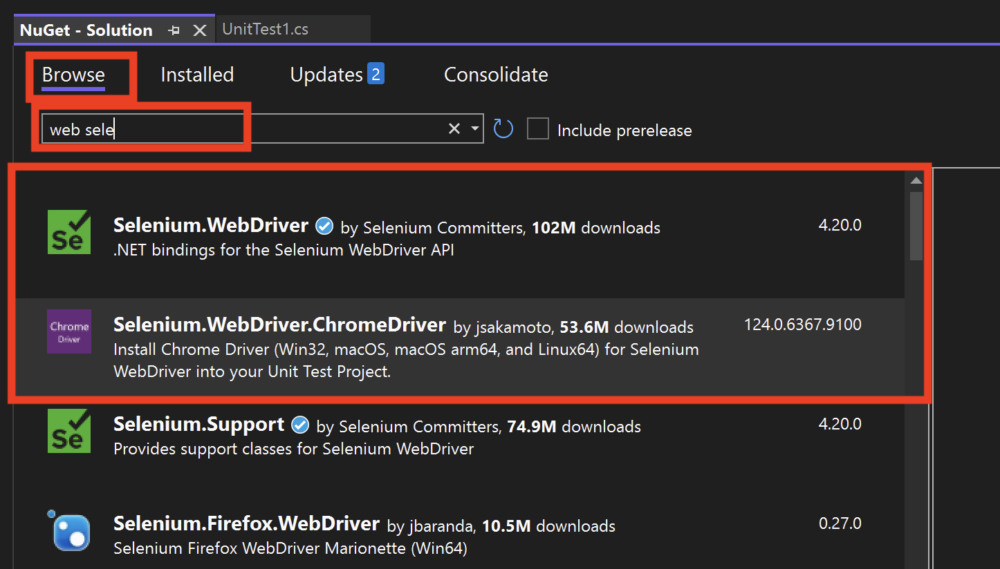 NuGet - Solution
UnitTest1.cs
Browse
Installed
Updates 2
Consolidate
web sele
Include prerelease
Se
Selenium.WebDriver by Selenium Committers, 102M downloads
4.20.0
.NET bindings for the Selenium WebDriver API
Chrome
Driver
Selenium.WebDriver.ChromeDriver by jsakamoto, 53.6M downloads
124.0.6367.9100
Install Chrome Driver (Win32, macOS, macOS arm64, and Linux64) for Selenium
WebDriver into your Unit Test Project.
Se
Selenium.Support by Selenium Committers, 74.9M downloads
4.20.0
Provides support classes for Selenium WebDriver
Selenium.Firefox.WebDriver by jbaranda, 10.5M downloads
0.27.0
Selenium Firefox WebDriver Marionette (Win64)